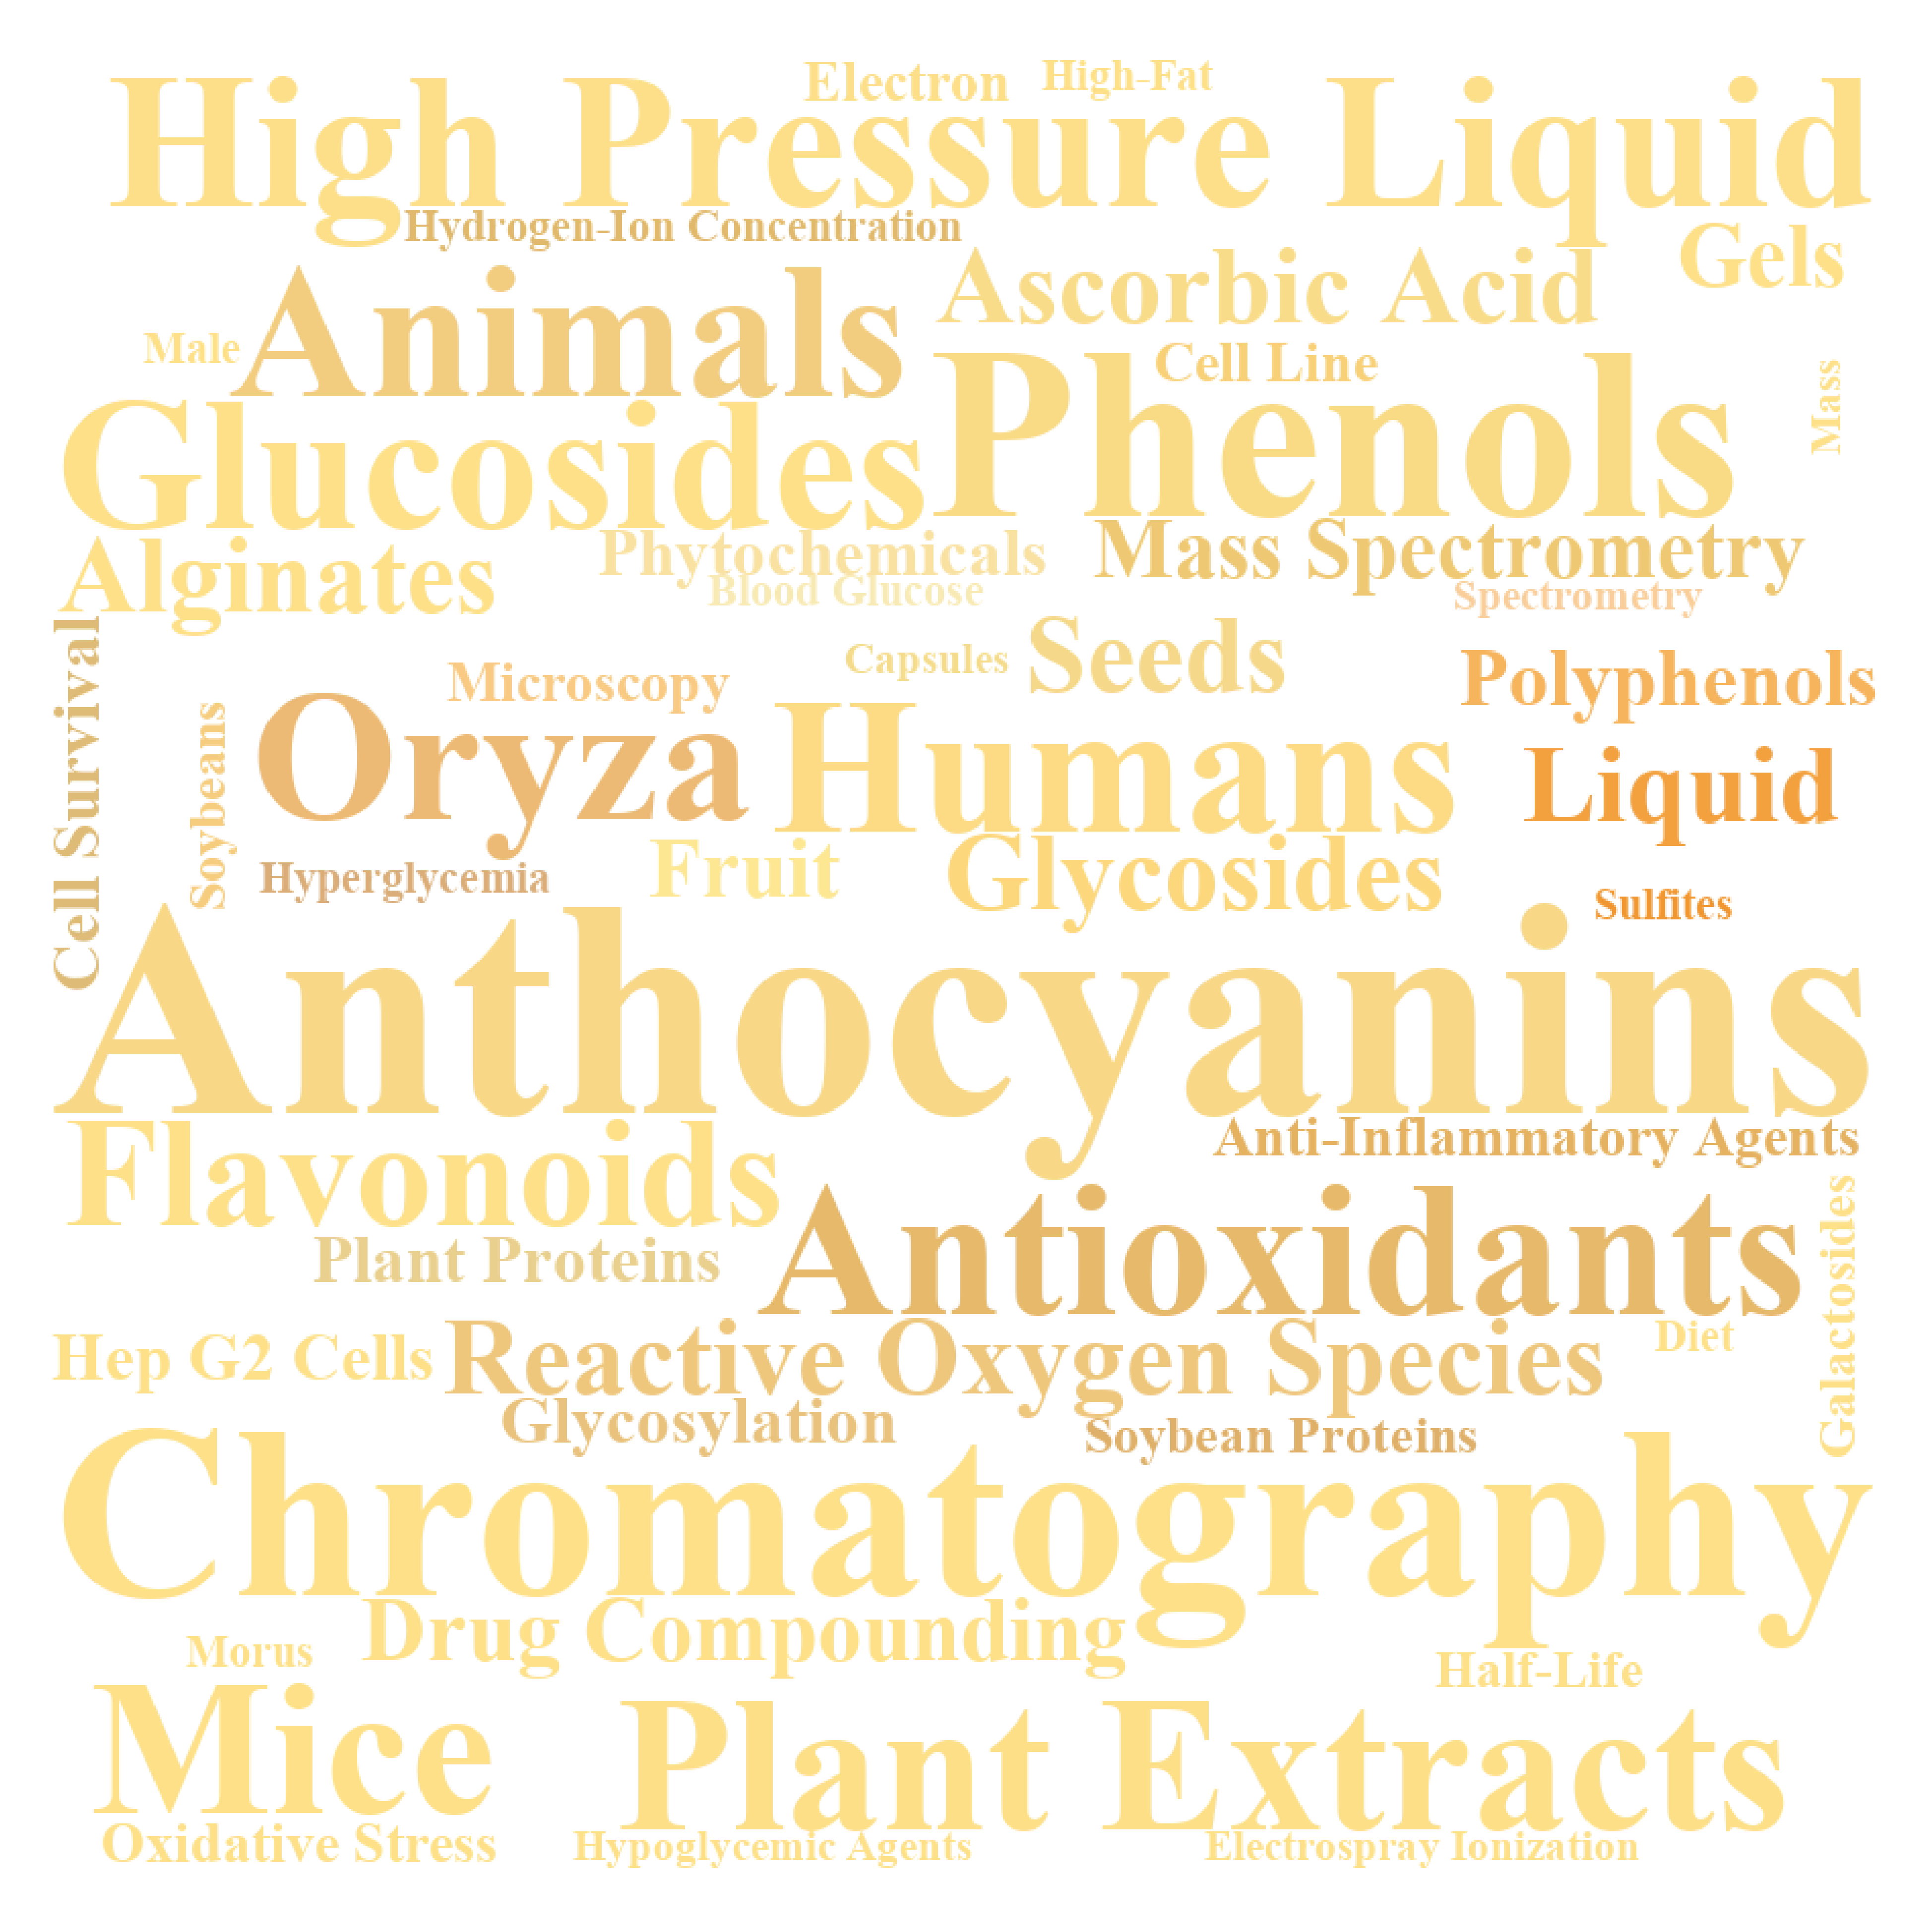 Electron
High-Fat
High Pressure Liquid
Hydrogen-Ion Concentration
Gels
Ascorbic Acid
Animals
Male
Cell Line
Mass
Phenols
Glucosides
Phytochemicals
Mass Spectrometry
Alginates
Blood Glucose
Spectrometry
Cell Survival
Capsules
Seeds
Microscopy
Polyphenols
Soybeans
Oryza
Humans
Liquid
Hyperglycemia
Fruit
Glycosides
Sulfites
Anthocyanins
Anti-Inflammatory Agents
Flavonoids
Galactosides
Plant Proteins
Antioxidants
Hep G2 Cells
Reactive Oxygen Species
Diet
Glycosylation
Soybean Proteins
Chromatography
Drug Compounding
Morus
Half-Life
Mice
Plant Extracts
Oxidative Stress
Hypoglycemic Agents
Electrospray Ionization